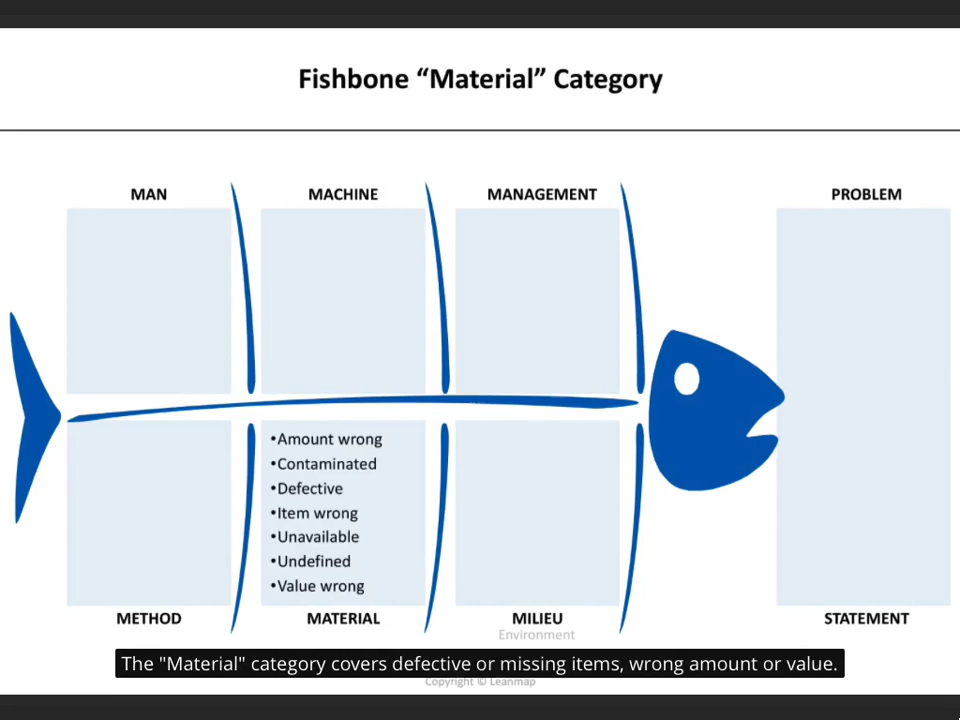 Fishbone “Material” Category
MAN
MACHINE
MANAGEMENT
PROBLEM
•Amount wrong
•Contaminated
•Defective
•Item wrong
•Unavailable
•Undefined
•Value wrong
METHOD
MATERIAL
MILIEU
STATEMENT
Environment
The "Material" category covers defective or missing items, wrong amount or value.
Copyright © Leanmap